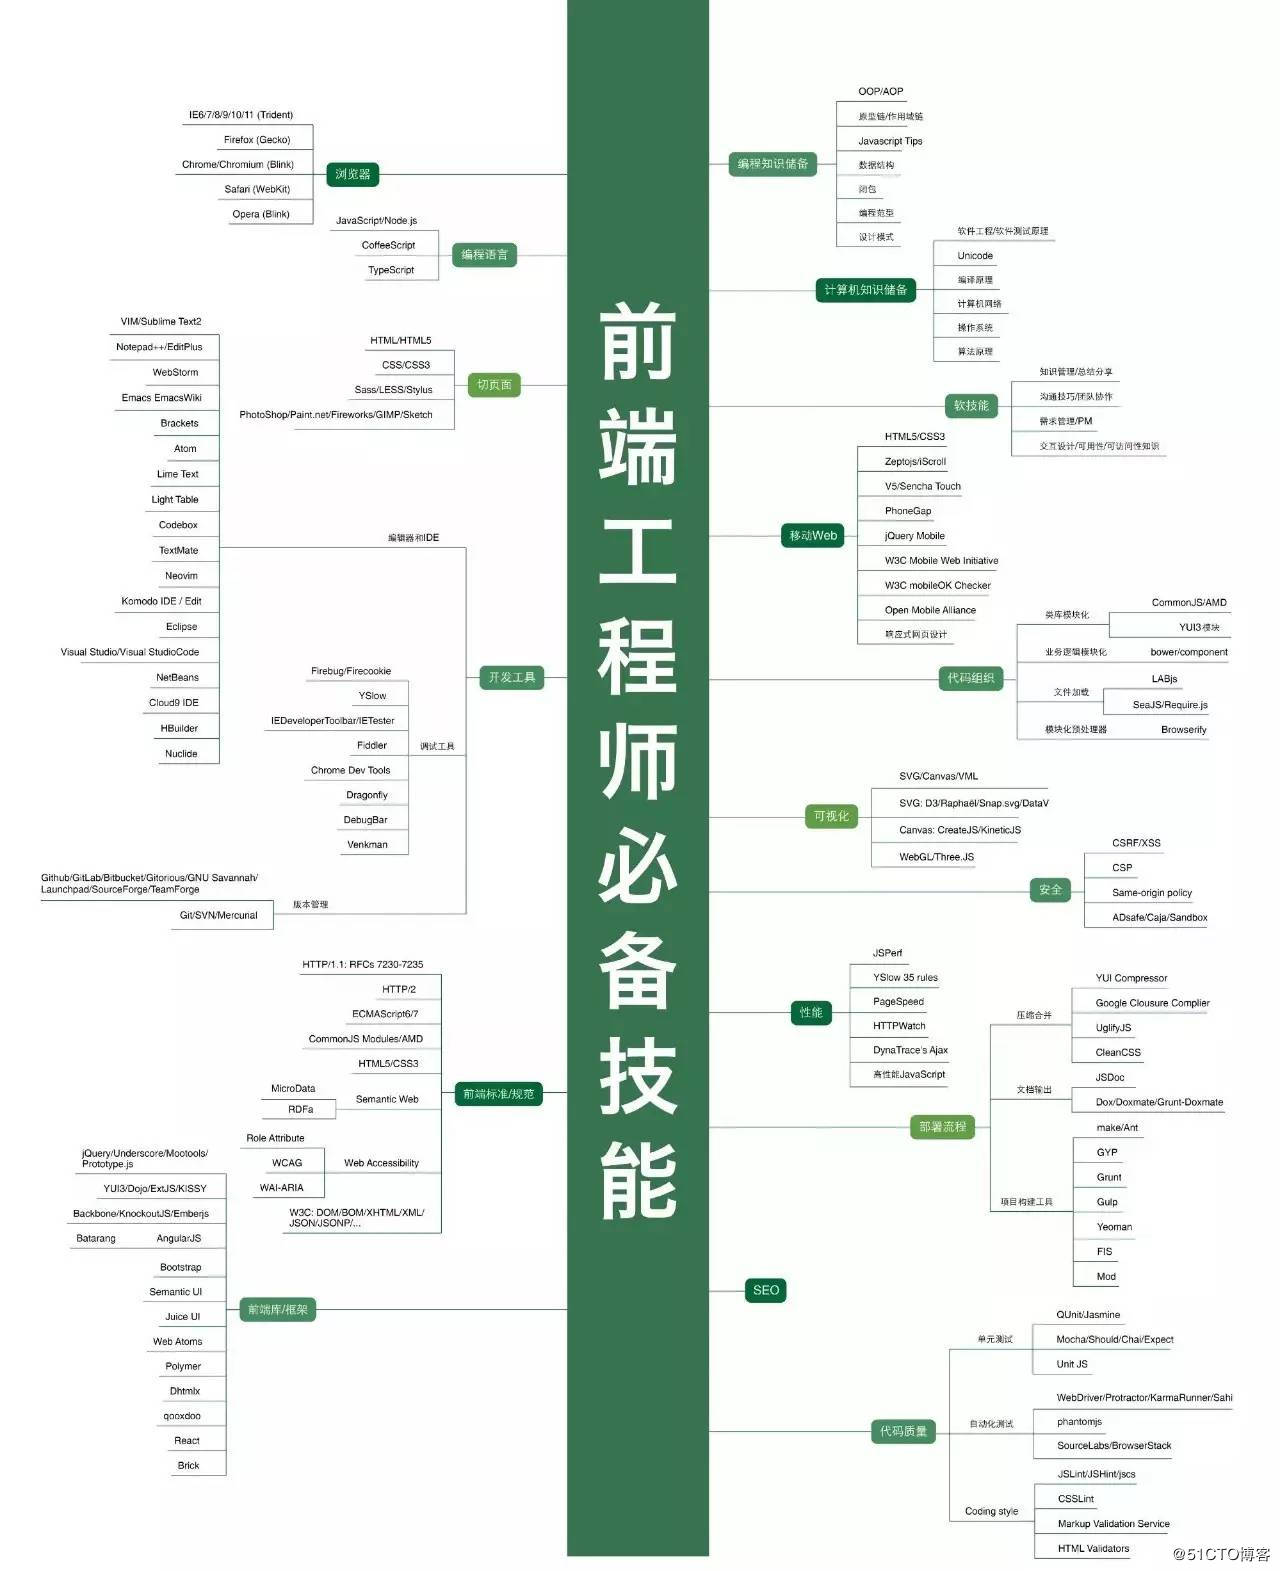 前端工程师必备技能
IE6/7/8/9/10/11 (Trident)
Firefox (Gecko)
Chrome/Chromium (Blink)
Safari (WebKit)
Opera (Blink)
浏览器
JavaScript/Node.js
CoffeeScript
TypeScript
编程语言
HTML/HTML5
CSS/CSS3
Sass/LESS/Stylus
PhotoShop/Paint.net/Fireworks/GIMP/Sketch
切页面
VIM/Sublime Text2
Notepad++/EditPlus
WebStorm
Emacs EmacsWiki
Brackets
Atom
Lime Text
Light Table
Codebox
TextMate
Neovim
Komodo IDE / Edit
Eclipse
Visual Studio/Visual StudioCode
NetBeans
Cloud9 IDE
HBuilder
Nuclide
编辑器和IDE
开发工具
Firebug/Firecookie
YSlow
IEDeveloperToolbar/IETester
Fiddler
Chrome Dev Tools
Dragonfly
DebugBar
Venkman
调试工具
Github/GitLab/Bitbucket/Gitorious/GNU Savannah/
Launchpad/SourceForge/TeamForge
Git/SVN/Mercurial
版本管理
HTTP/1.1: RFCs 7230-7235
HTTP/2
ECMAScript6/7
CommonJS Modules/AMD
HTML5/CSS3
MicroData
RDFa
Semantic Web
Role Attribute
WCAG
WAI-ARIA
Web Accessibility
W3C: DOM/BOM/XHTML/XML/
JSON/JSONP/...
前端标准/规范
jQuery/Underscore/Mootools/
Prototype.js
YUI3/Dojo/ExtJS/KISSY
Backbone/KnockoutJS/Emberjs
Batarang
AngularJS
Bootstrap
Semantic UI
Juice UI
Web Atoms
Polymer
Dhtmlx
qooxdoo
React
Brick
前端库/框架
编程知识储备
OOP/AOP
原型链/作用域链
Javascript Tips
数据结构
闭包
编程范型
设计模式
计算机知识储备
软件工程/软件测试原理
Unicode
编译原理
计算机网络
操作系统
算法原理
软技能
知识管理/总结分享
沟通技巧/团队协作
需求管理/PM
交互设计/可用性/可访问性知识
移动Web
HTML5/CSS3
Zeptojs/iScroll
V5/Sencha Touch
PhoneGap
jQuery Mobile
W3C Mobile Web Initiative
W3C mobileOK Checker
Open Mobile Alliance
响应式网页设计
代码组织
类库模块化
CommonJS/AMD
YUI3模块
业务逻辑模块化
bower/component
文件加载
LABjs
SeaJS/Require.js
模块化预处理器
Browserify
可视化
SVG/Canvas/VML
SVG: D3/Raphaël/Snap.svg/DataV
Canvas: CreateJS/KineticJS
WebGL/Three.JS
安全
CSRF/XSS
CSP
Same-origin policy
ADsafe/Caja/Sandbox
性能
JSPerf
YSlow 35 rules
PageSpeed
HTTPWatch
DynaTrace's Ajax
高性能JavaScript
部署流程
压缩合并
YUI Compressor
Google Clousure Complier
UglifyJS
CleanCSS
文档输出
JSDoc
Dox/Doxmate/Grunt-Doxmate
项目构建工具
make/Ant
GYP
Grunt
Gulp
Yeoman
FIS
Mod
SEO
代码质量
单元测试
QUnit/Jasmine
Mocha/Should/Chai/Expect
Unit JS
自动化测试
WebDriver/Protractor/KarmaRunner/Sahi
phantomjs
SourceLabs/BrowserStack
Coding style
JSLint/JSHint/jscs
CSSLint
Markup Validation Service
HTML Validators
@51CTO博客